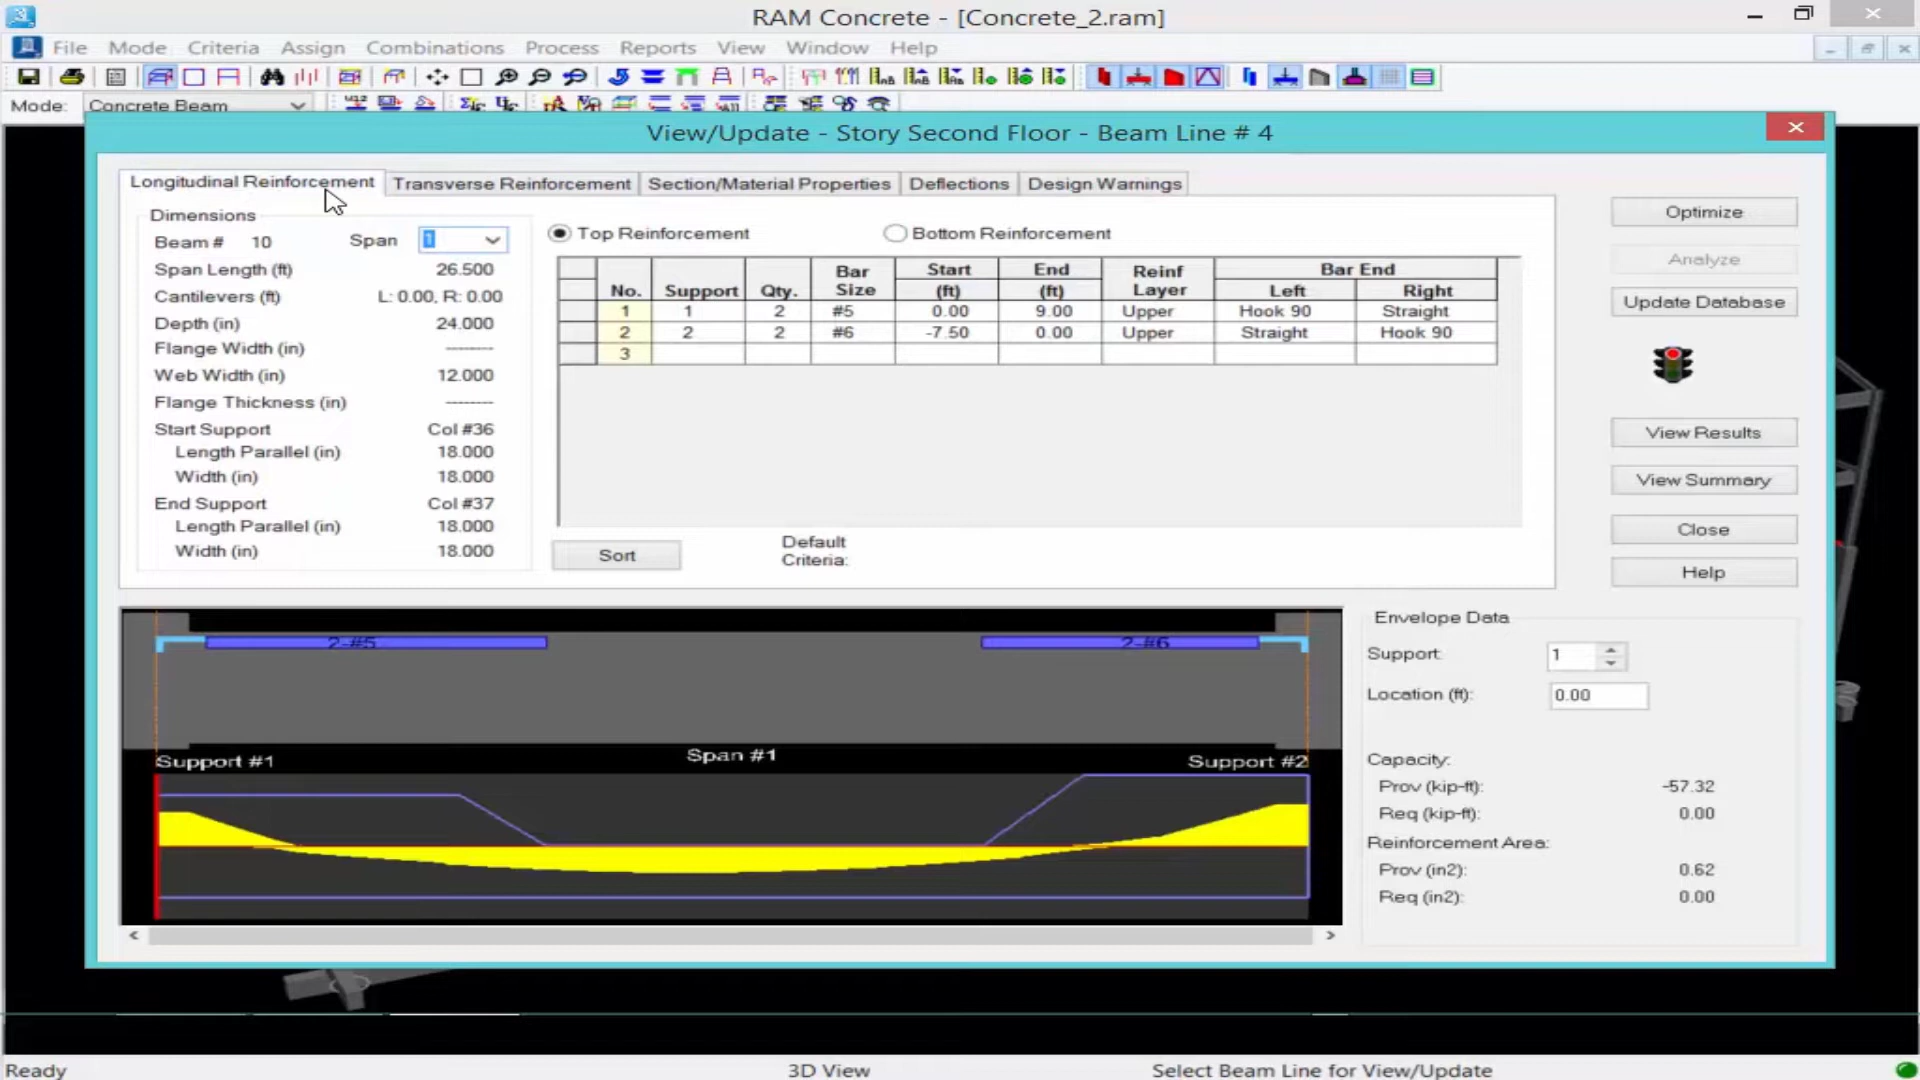 RAM Concrete - [Concrete_2.ram]
File Mode Criteria Assign Combinations Process Reports View Window Help
Mode: Concrete Beam
View/Update - Story Second Floor - Beam Line # 4
Longitudinal Reinforcement Transverse Reinforcement Section/Material Properties Deflections Design Warnings
Dimensions
Beam # 10 Span 1
Span Length (ft) 26.500
Cantilevers (ft) L: 0.00, R: 0.00
Depth (in) 24.000
Flange Width (in) --------
Web Width (in) 12.000
Flange Thickness (in) --------
Start Support Col #36
Length Parallel (in) 18.000
Width (in) 18.000
End Support Col #37
Length Parallel (in) 18.000
Width (in) 18.000
Top Reinforcement Bottom Reinforcement
No. Support Qty. Bar Size Start (ft) End (ft) Reinf Layer Bar End Left Right
1 1 2 #5 0.00 9.00 Upper Hook 90 Straight
2 2 2 #6 -7.50 0.00 Upper Straight Hook 90
3
Sort
Default
Criteria:
Optimize
Analyze
Update Database
View Results
View Summary
Close
Help
2-#5 2-#6
Support #1 Span #1 Support #2
Envelope Data
Support: 1
Location (ft): 0.00
Capacity:
Prov (kip-ft): -57.32
Req (kip-ft): 0.00
Reinforcement Area:
Prov (in2): 0.62
Req (in2): 0.00
Ready 3D View Select Beam Line for View/Update